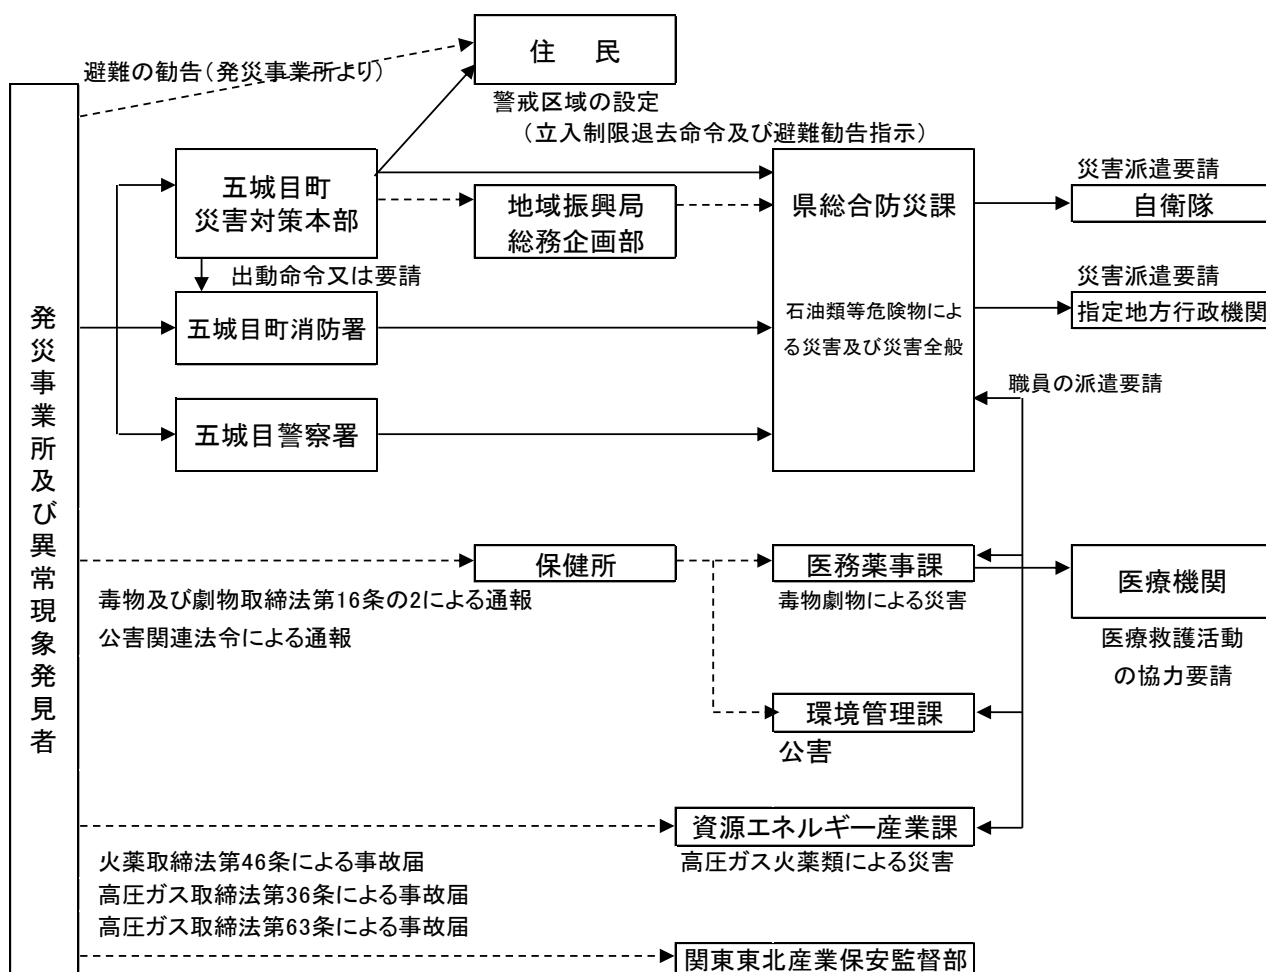 住　民
避難の勧告（発災事業所より）
警戒区域の設定
（立入制限退去命令及び避難勧告指示）
発災事業所及び異常現象発見者
五城目町
災害対策本部
地域振興局
総務企画部
県総合防災課
石油類等危険物によ
る災害及び災害全般
災害派遣要請
自衛隊
災害派遣要請
指定地方行政機関
出動命令又は要請
五城目町消防署
職員の派遣要請
五城目警察署
保健所
医務薬事課
毒物劇物による災害
医療機関
医療救護活動
の協力要請
毒物及び劇物取締法第16条の2による通報
公害関連法令による通報
環境管理課
公害
資源エネルギー産業課
高圧ガス火薬類による災害
火薬取締法第46条による事故届
高圧ガス取締法第36条による事故届
高圧ガス取締法第63条による事故届
関東東北産業保安監督部